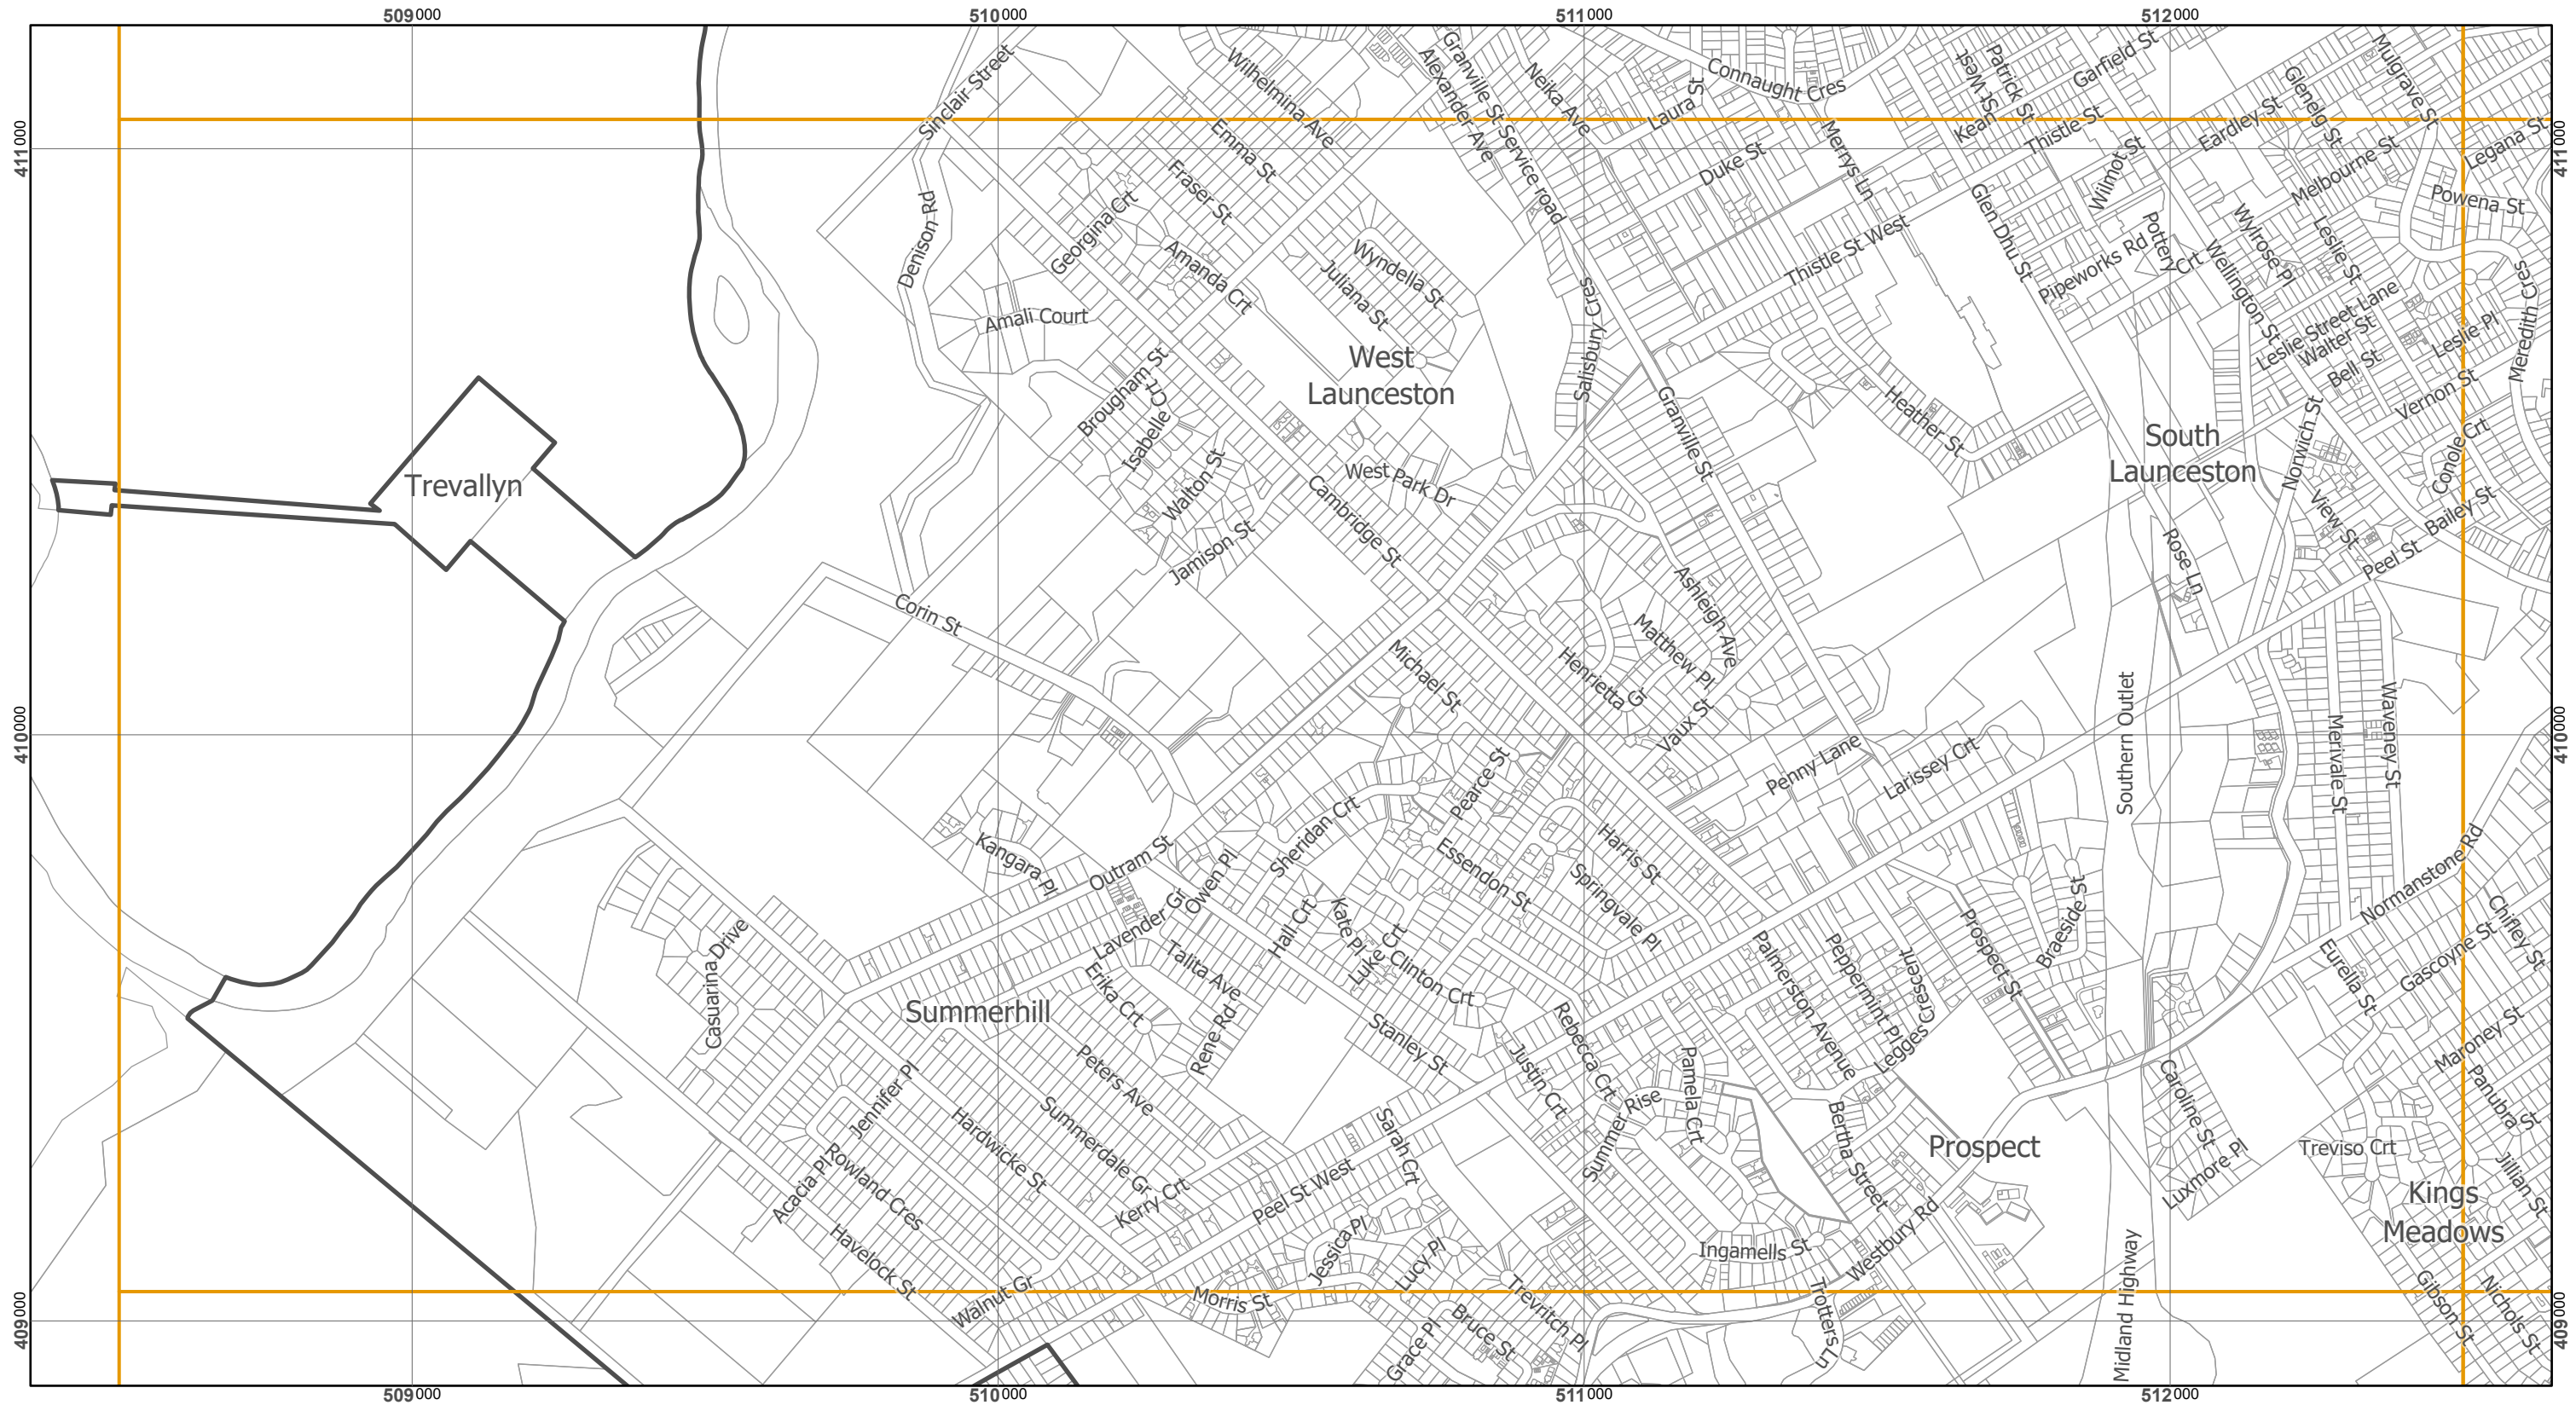 509000
510000
511000
512000
411000
411000
410000
410000
409000
409000
509000
510000
511000
512000
Sinclair Street
Wilhelmina Ave
Alexander Ave
Granville St Service road
Neika Ave
Laura St
Connaught Cres
Merrys Ln
St West
Patrick St
Kean
Garfield St
Thistle St
Wilmot St
Eardley St
Glenelg St
Mulgrave St
Melbourne St
Legana St
Powena St
Emma St
Fraser St
Georgina Crt
Amanda Crt
Denison Rd
Amali Court
Wyndella St
Juliana St
Duke St
Thistle St West
Salisbury Cres
Glen Dhu St
Pipeworks Rd
Pottery Crt
Wellington St
Wylrose Pl
Leslie St
Leslie Street Lane
Walter St
Bell St
Leslie Pl
Vernon St
Meredith Cres
West
Launceston
Brougham St
Isabelle Crt
Walton St
Jamison St
Cambridge St
West Park Dr
Granville St
Heather St
South
Launceston
Norwich St
Conole Crt
View St
Bailey St
Peel St
Rose Ln
Trevallyn
Corin St
Michael St
Henrietta Gr
Matthew Pl
Ashleigh Ave
Vaux St
Penny Lane
Larissey Crt
Southern Outlet
Merivale St
Waveney St
Normanstone Rd
Kangara Pl
Outram St
Owen Pl
Sheridan Crt
Pearce St
Essendon St
Harris St
Springvale Pl
Lavender Gr
Hall Crt
Kate Pl
Luke Crt
Clinton Crt
Talita Ave
Erika Crt
Rene Rd
Casuarina Drive
Summerhill
Stanley St
Justin Crt
Rebecca Crt
Palmerston Avenue
Peppermint Pl
Legges Crescent
Prospect St
Braeside St
Eurella St
Gascoyne St
Chifley St
Maroney St
Panubra St
Jillian St
Peters Ave
Jennifer Pl
Hardwicke St
Summerdale Gr
Kerry Crt
Acacia Pl
Rowland Cres
Havelock St
Walnut Gr
Peel St West
Sarah Crt
Summer Rise
Pamela Crt
Bertha Street
Prospect
Caroline St
Luxmore Pl
Treviso Crt
Kings
Meadows
Ingamells St
Westbury Rd
Jessica Pl
Lucy Pl
Morris St
Trevritch Pl
Bruce St
Grace Pl
Trotters Ln
Midland Highway
Gibson St
Nichols St